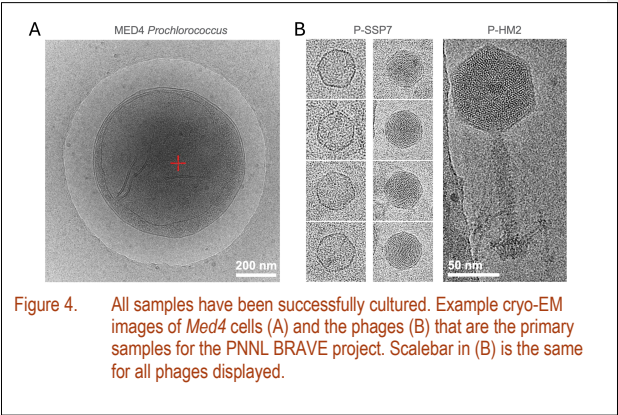 A
MED4 Prochlorococcus
200 nm
B
P-SSP7
P-HM2
50 nm
Figure 4. All samples have been successfully cultured. Example cryo-EM
images of Med4 cells (A) and the phages (B) that are the primary
samples for the PNNL BRAVE project. Scalebar in (B) is the same
for all phages displayed.